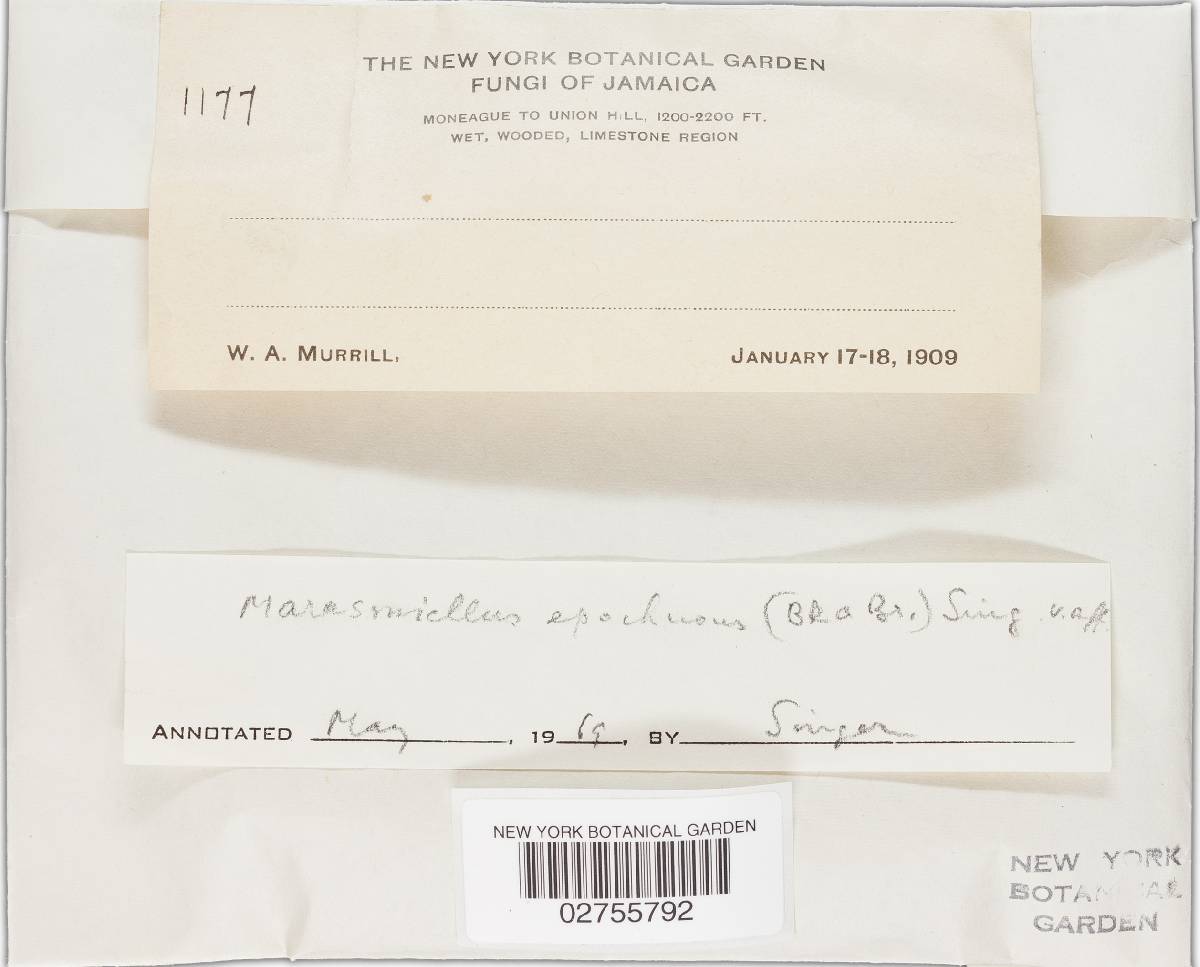 THE NEW YORK BOTANICAL GARDEN
FUNGI OF JAMAICA
1177
MONEAGUE TO UNION HILL, 1200-2200 FT.
WET, WOODED, LIMESTONE REGION
W. A. MURRILL,
JANUARY 17-18, 1909
Marasmiellus epochnous (B & Br.) Sing. v. aff.
ANNOTATED May, 19 69, BY Singer
NEW YORK BOTANICAL GARDEN
02755792
NEW YORK
BOTANICAL
GARDEN